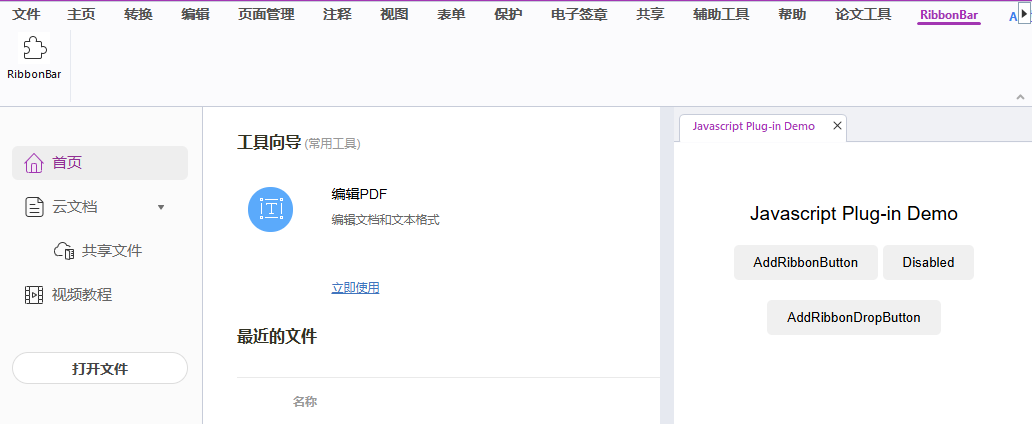 文件 主页 转换 编辑 页面管理 注释 视图 表单 保护 电子签章 共享 辅助工具 帮助 论文工具 RibbonBar
RibbonBar
首页
云文档
共享文件
视频教程
打开文件
工具向导 (常用工具)
编辑PDF
编辑文档和文本格式
立即使用
最近的文件
名称
Javascript Plug-in Demo
Javascript Plug-in Demo
AddRibbonButton Disabled
AddRibbonDropButton